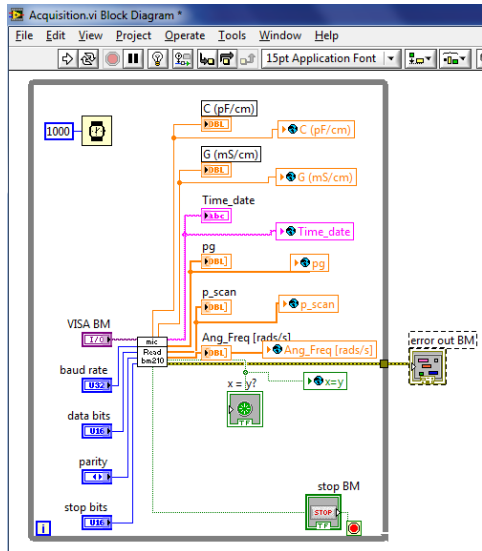 Acquisition.vi Block Diagram *
File Edit View Project Operate Tools Window Help
15pt Application Font
1000
C (pF/cm)
DBL
C (pF/cm)
G (mS/cm)
DBL
G (mS/cm)
Time_date
abc
Time_date
pg
DBL
pg
p_scan
DBL
p_scan
VISA BM
I/O
mic
Read
bm210
Ang_Freq [rads/s]
DBL
Ang_Freq [rads/s]
error out BM
baud rate
U32
x = y?
x=y
TF
data bits
U16
parity
stop BM
STOP
TF
stop bits
U16
i